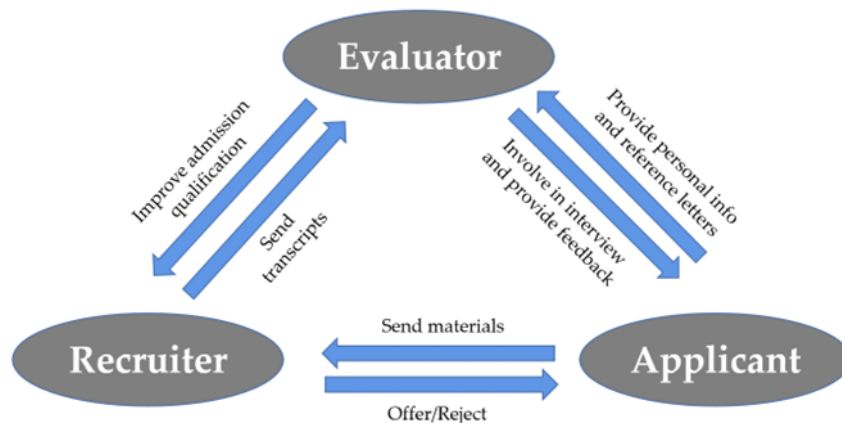 Evaluator
Improve admission
qualification
Send
transcripts
Provide personal info
and reference letters
Involve in interview
and provide feedback
Recruiter
Send materials
Offer/Reject
Applicant